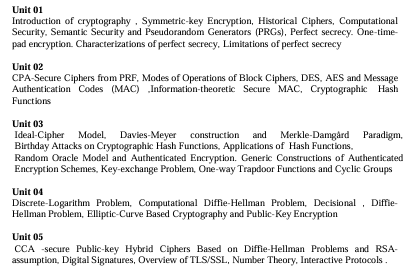 Unit 01
Introduction of cryptography , Symmetric-key Encryption, Historical Ciphers, Computational
Security, Semantic Security and Pseudorandom Generators (PRGs), Perfect secrecy. One-time-
pad encryption. Characterizations of perfect secrecy, Limitations of perfect secrecy
Unit 02
CPA-Secure Ciphers from PRF, Modes of Operations of Block Ciphers, DES, AES and Message
Authentication Codes (MAC) ,Information-theoretic Secure MAC, Cryptographic Hash
Functions
Unit 03
Ideal-Cipher Model, Davies-Meyer construction and Merkle-Damgård Paradigm,
Birthday Attacks on Cryptographic Hash Functions, Applications of Hash Functions,
Random Oracle Model and Authenticated Encryption. Generic Constructions of Authenticated
Encryption Schemes, Key-exchange Problem, One-way Trapdoor Functions and Cyclic Groups
Unit 04
Discrete-Logarithm Problem, Computational Diffie-Hellman Problem, Decisional , Diffie-
Hellman Problem, Elliptic-Curve Based Cryptography and Public-Key Encryption
Unit 05
CCA -secure Public-key Hybrid Ciphers Based on Diffie-Hellman Problems and RSA-
assumption, Digital Signatures, Overview of TLS/SSL, Number Theory, Interactive Protocols .